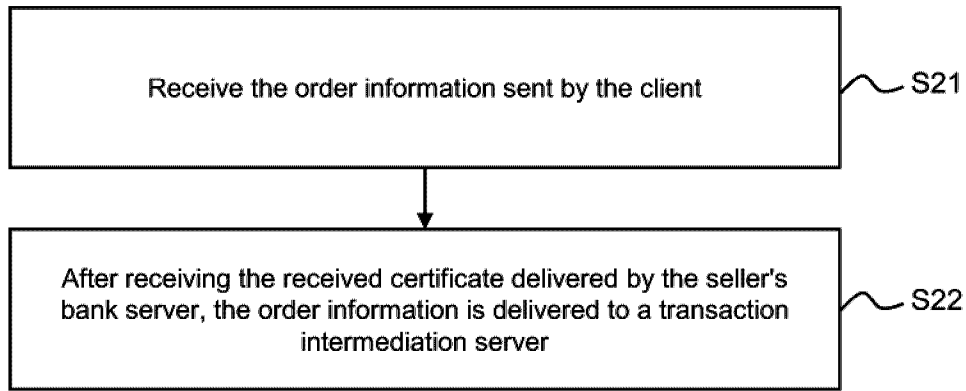 Receive the order information sent by the client
S21
After receiving the received certificate delivered by the seller's
bank server, the order information is delivered to a transaction
intermediation server
S22